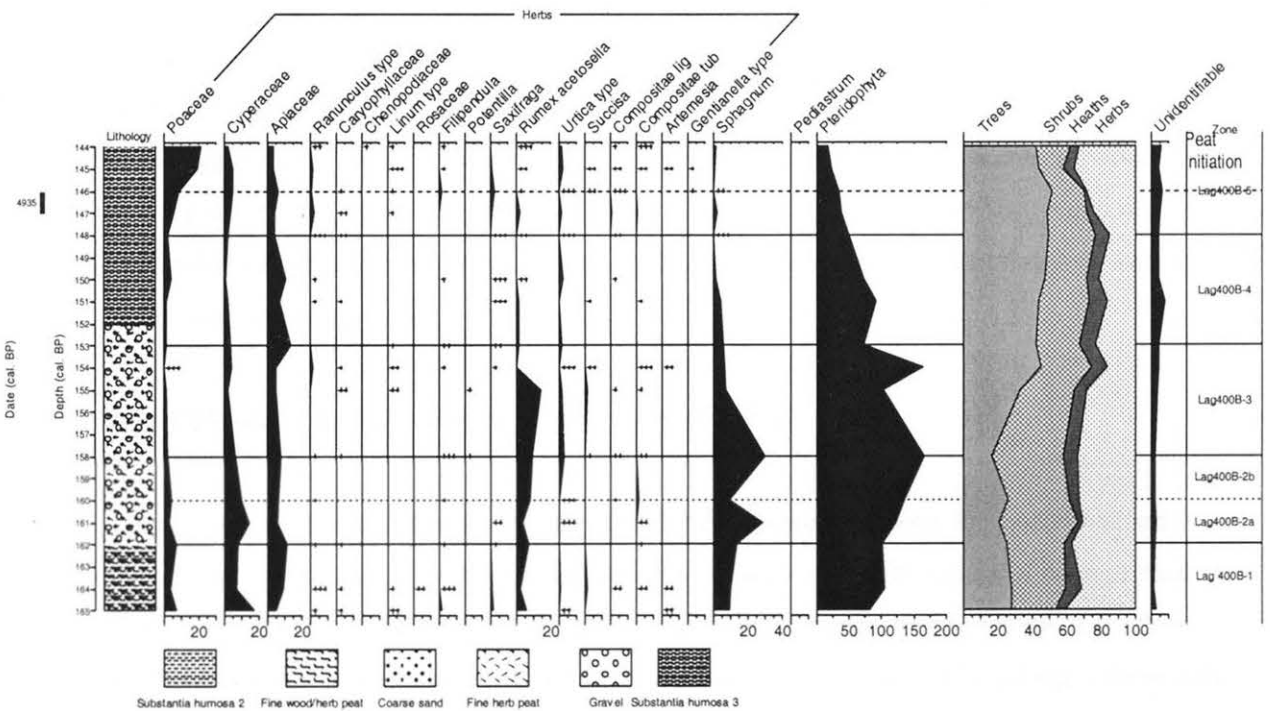 Herbs
Poaceae
Cyperaceae
Apiaceae
Ranunculus type
Caryophyllaceae
Chenopodiaceae
Linum type
Rosaceae
Filipendula
Potentilla
Saxifraga
Rumex acetosella
Urtica type
Succisa
Compositae lig
Compositae tub
Artemesia
Gentianella type
Sphagnum
Pediastrum
Pteridophyta
Trees
Shrubs
Heaths
Herbs
Unidentifiable
Lithology
Zone
Peat
nitiation
Date (cal. BP)
Depth (cal. BP)
4935
144
145
146
147
148
149
150
151
152
153
154
155
156
157
158
159
160
161
162
163
164
165
Lag400B-5
Lag400B-4
Lag400B-3
Lag400B-2b
Lag400B-2a
Lag 400B-1
20 20 20 20 20 40 50 100 150 200 20 40 60 80 100
Substantia humosa 2 Fine wood/herb peat Coarse sand Fine herb peat Gravel Substantia humosa 3